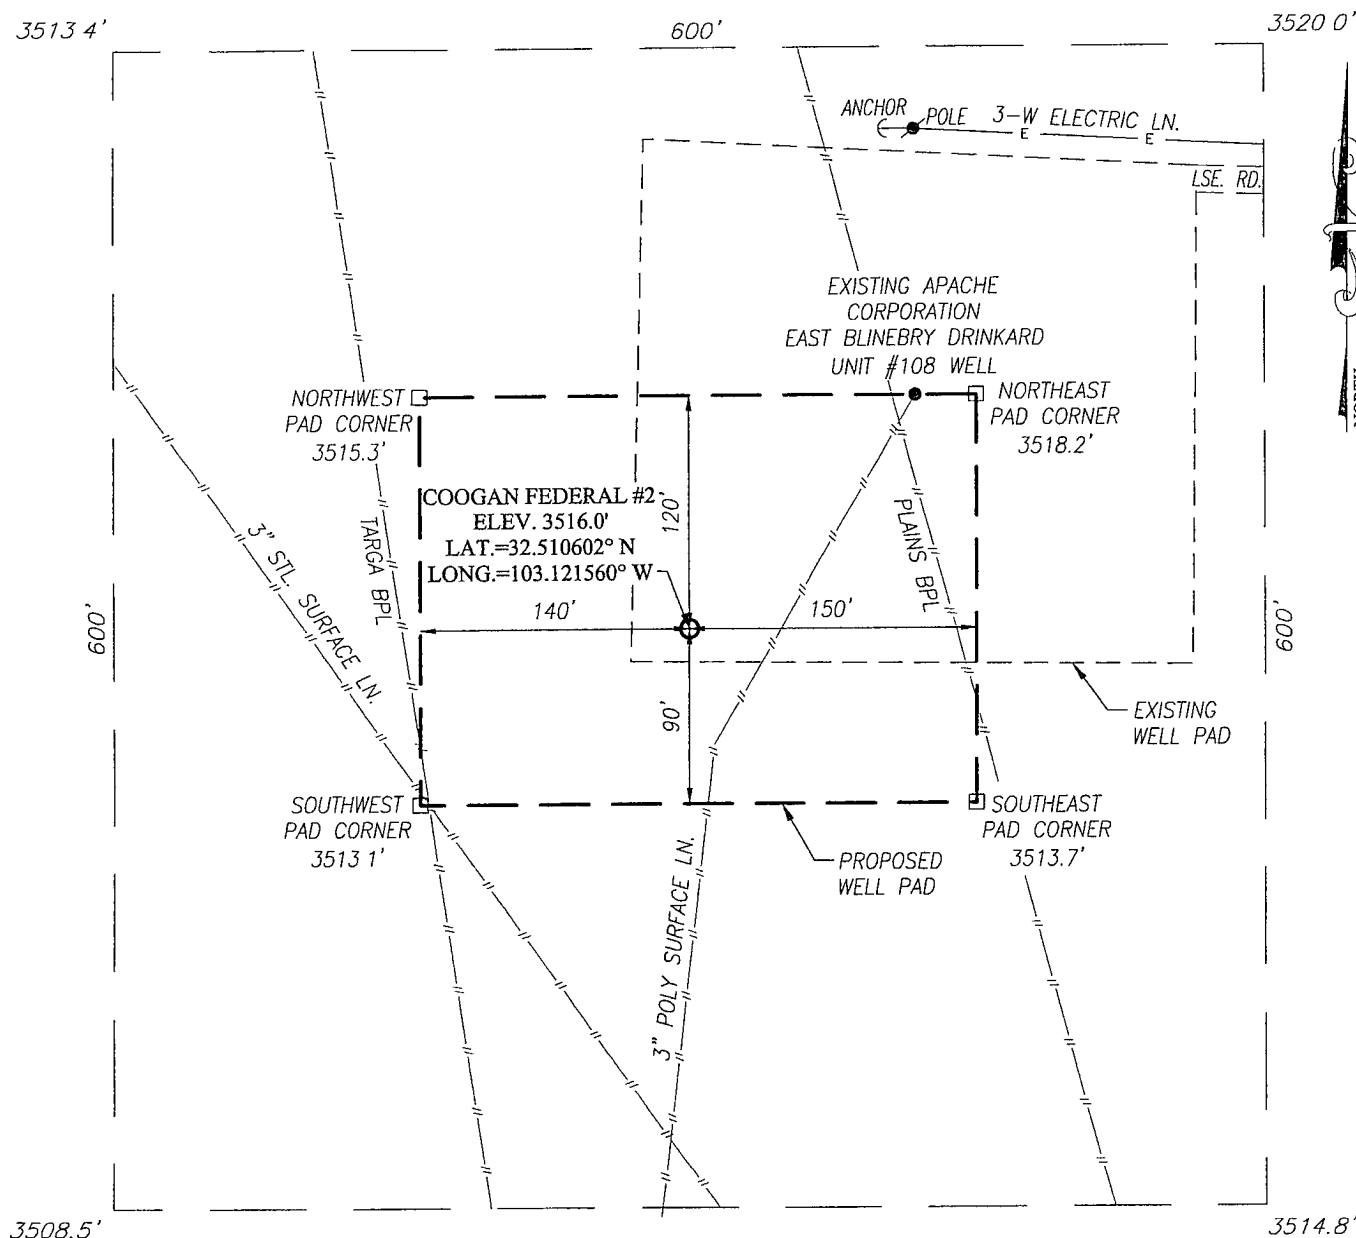 3513 4'
600'
3520 0'
ANCHOR
POLE
3-W ELECTRIC LN.
E
E
LSE. RD.
EXISTING APACHE
CORPORATION
EAST BLINEBRY DRINKARD
UNIT #108 WELL
NORTHWEST
PAD CORNER
3515.3'
NORTHEAST
PAD CORNER
3518.2'
COOGAN FEDERAL #2
ELEV. 3516.0'
LAT.=32.510602° N
LONG.=103.121560° W
120'
3" STL. SURFACE LN.
TARGA BPL
PLAINS BPL
140'
150'
600'
600'
90'
EXISTING
WELL PAD
SOUTHWEST
PAD CORNER
3513 1'
SOUTHEAST
PAD CORNER
3513.7'
PROPOSED
WELL PAD
3" POLY SURFACE LN.
3508.5'
3514.8'